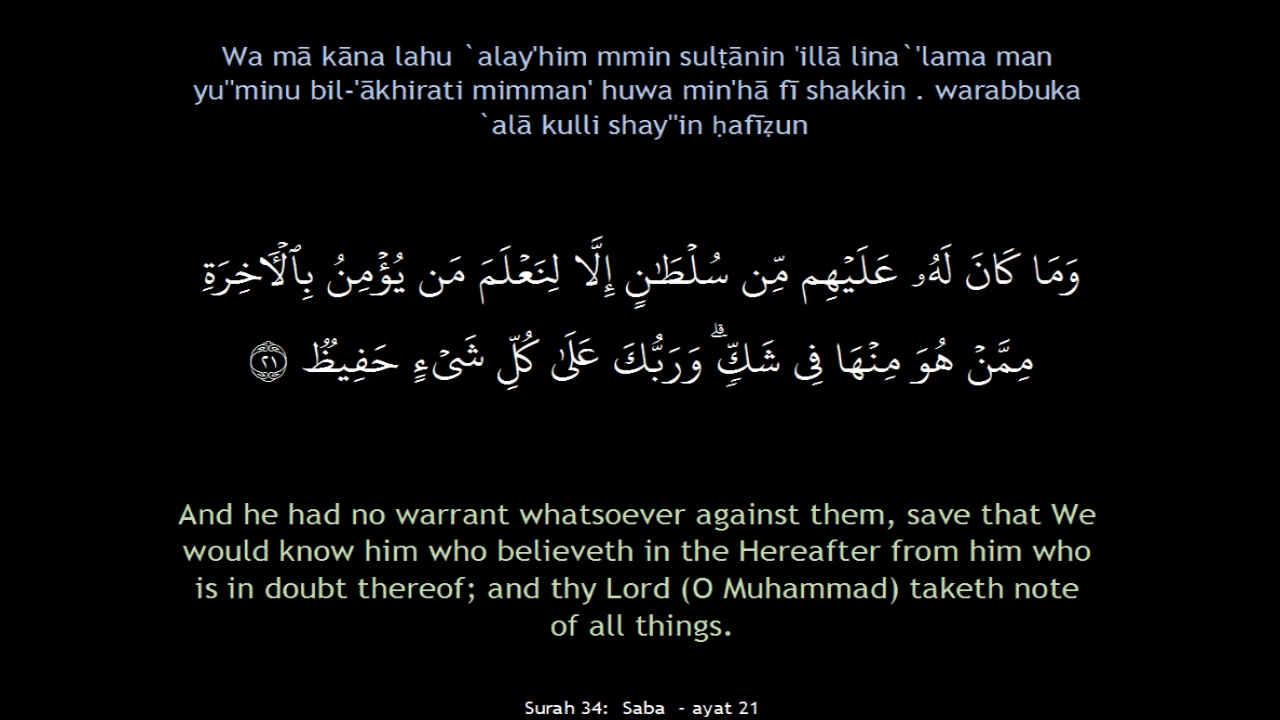 Wa mā kāna lahu `alay'him mmin sulṭānin 'illā lina`'lama man
yu"minu bil-'ākhirati mimman' huwa min'hā fī shakkin . warabbuka
`alā kulli shay"in ḥafīẓun
وَمَا كَانَ لَهُۥ عَلَيْهِم مِّن سُلْطَٰنٍ إِلَّا لِنَعْلَمَ مَن يُؤْمِنُ بِٱلْءَاخِرَةِ
مِمَّنْ هُوَ مِنْهَا فِى شَكٍّۢ ۗ وَرَبُّكَ عَلَىٰ كُلِّ شَىْءٍ حَفِيظٌۭ ٢١
And he had no warrant whatsoever against them, save that We
would know him who believeth in the Hereafter from him who
is in doubt thereof; and thy Lord (O Muhammad) taketh note
of all things.
Surah 34: Saba - ayat 21